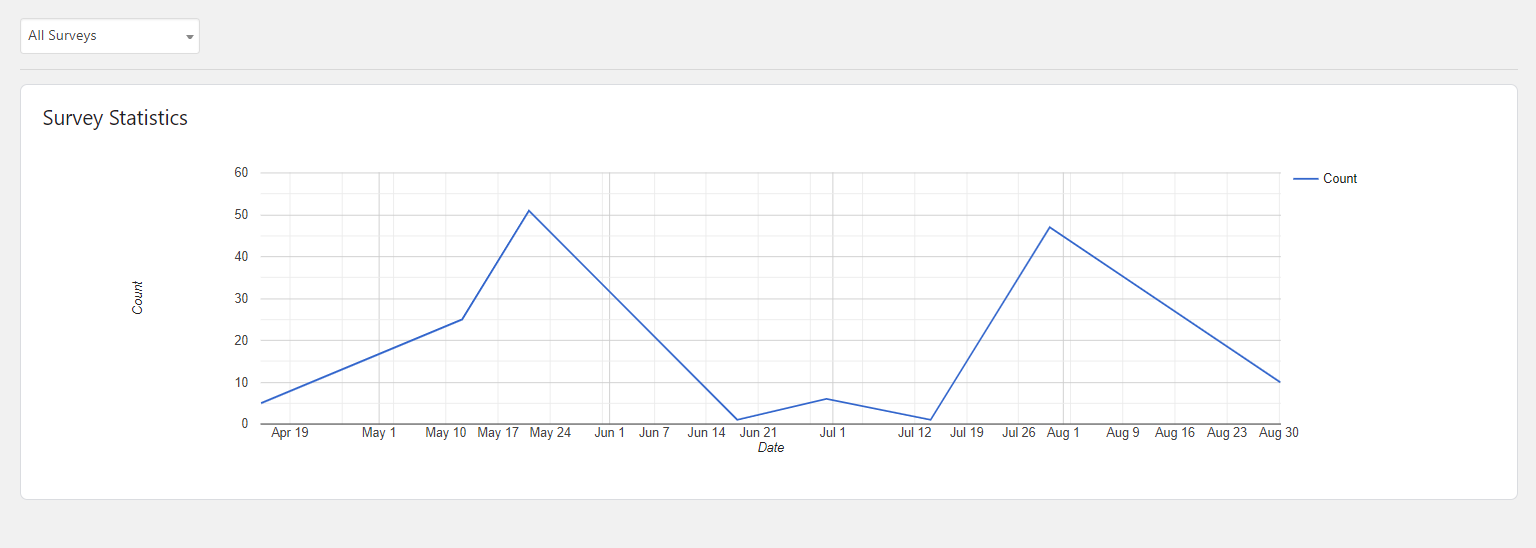 All Surveys
Survey Statistics
60
50
40
30
20
10
0
Count
Count
Apr 19 May 1 May 10 May 17 May 24 Jun 1 Jun 7 Jun 14 Jun 21 Jul 1 Jul 12 Jul 19 Jul 26 Aug 1 Aug 9 Aug 16 Aug 23 Aug 30
Date